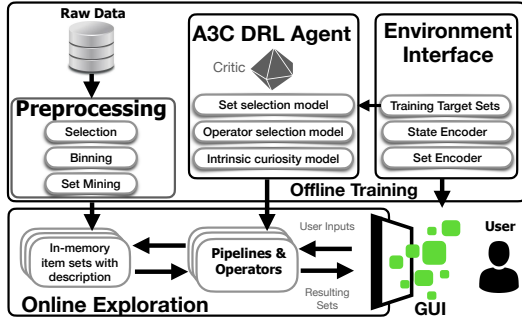 Raw Data
Preprocessing
Selection
Binning
Set Mining
A3C DRL Agent
Critic
Set selection model
Operator selection model
Intrinsic curiosity model
Environment
Interface
Training Target Sets
State Encoder
Set Encoder
Offline Training
In-memory
item sets with
description
Pipelines &
Operators
User Inputs
Resulting
Sets
User
GUI
Online Exploration